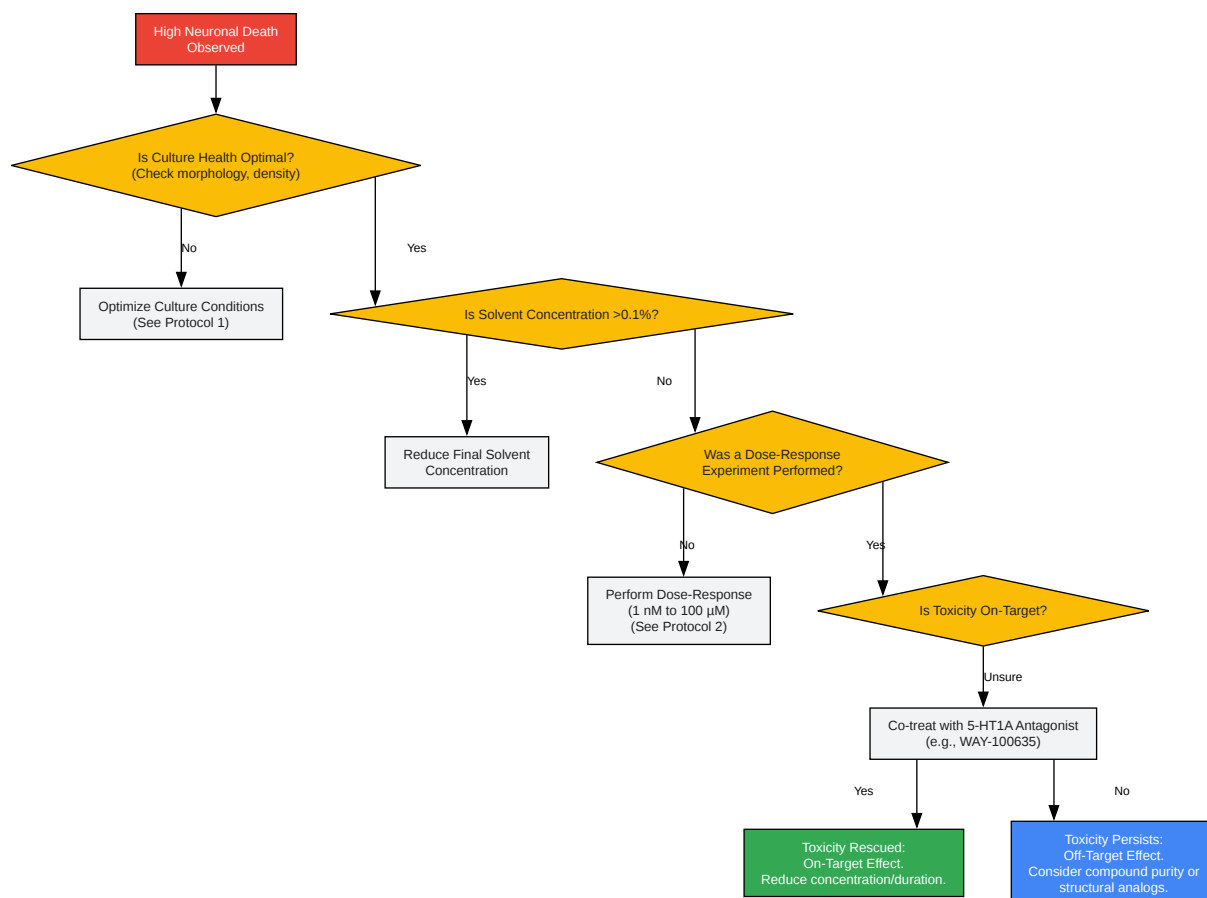 High Neuronal Death
Observed
Is Culture Health Optimal?
(Check morphology, density)
No
Yes
Optimize Culture Conditions
(See Protocol 1)
Is Solvent Concentration >0.1%?
Yes
No
Reduce Final Solvent
Concentration
Was a Dose-Response
Experiment Performed?
No
Yes
Perform Dose-Response
(1 nM to 100 µM)
(See Protocol 2)
Is Toxicity On-Target?
Unsure
Co-treat with 5-HT1A Antagonist
(e.g., WAY-100635)
Yes
No
Toxicity Rescued:
On-Target Effect.
Reduce concentration/duration.
Toxicity Persists:
Off-Target Effect.
Consider compound purity or
structural analogs.